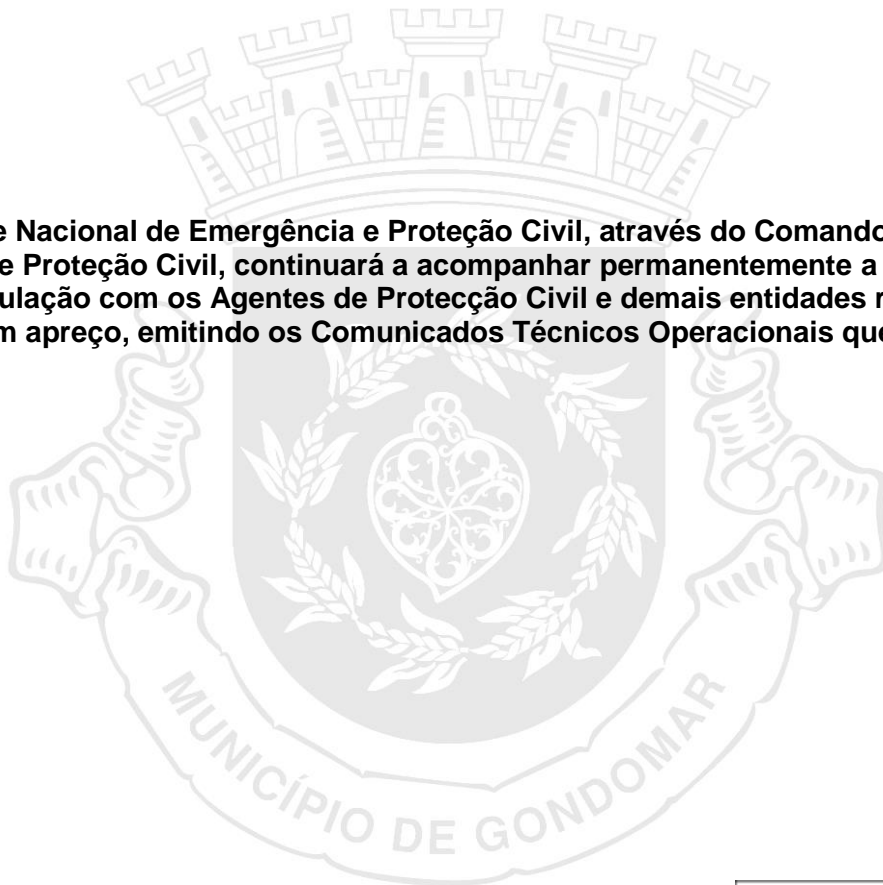 e Nacional de Emergência e Proteção Civil, através do Comando
e Proteção Civil, continuará a acompanhar permanentemente a
ulação com os Agentes de Protecção Civil e demais entidades
m apreço, emitindo os Comunicados Técnicos Operacionais que
MUNICÍPIO DE GONDOMAR